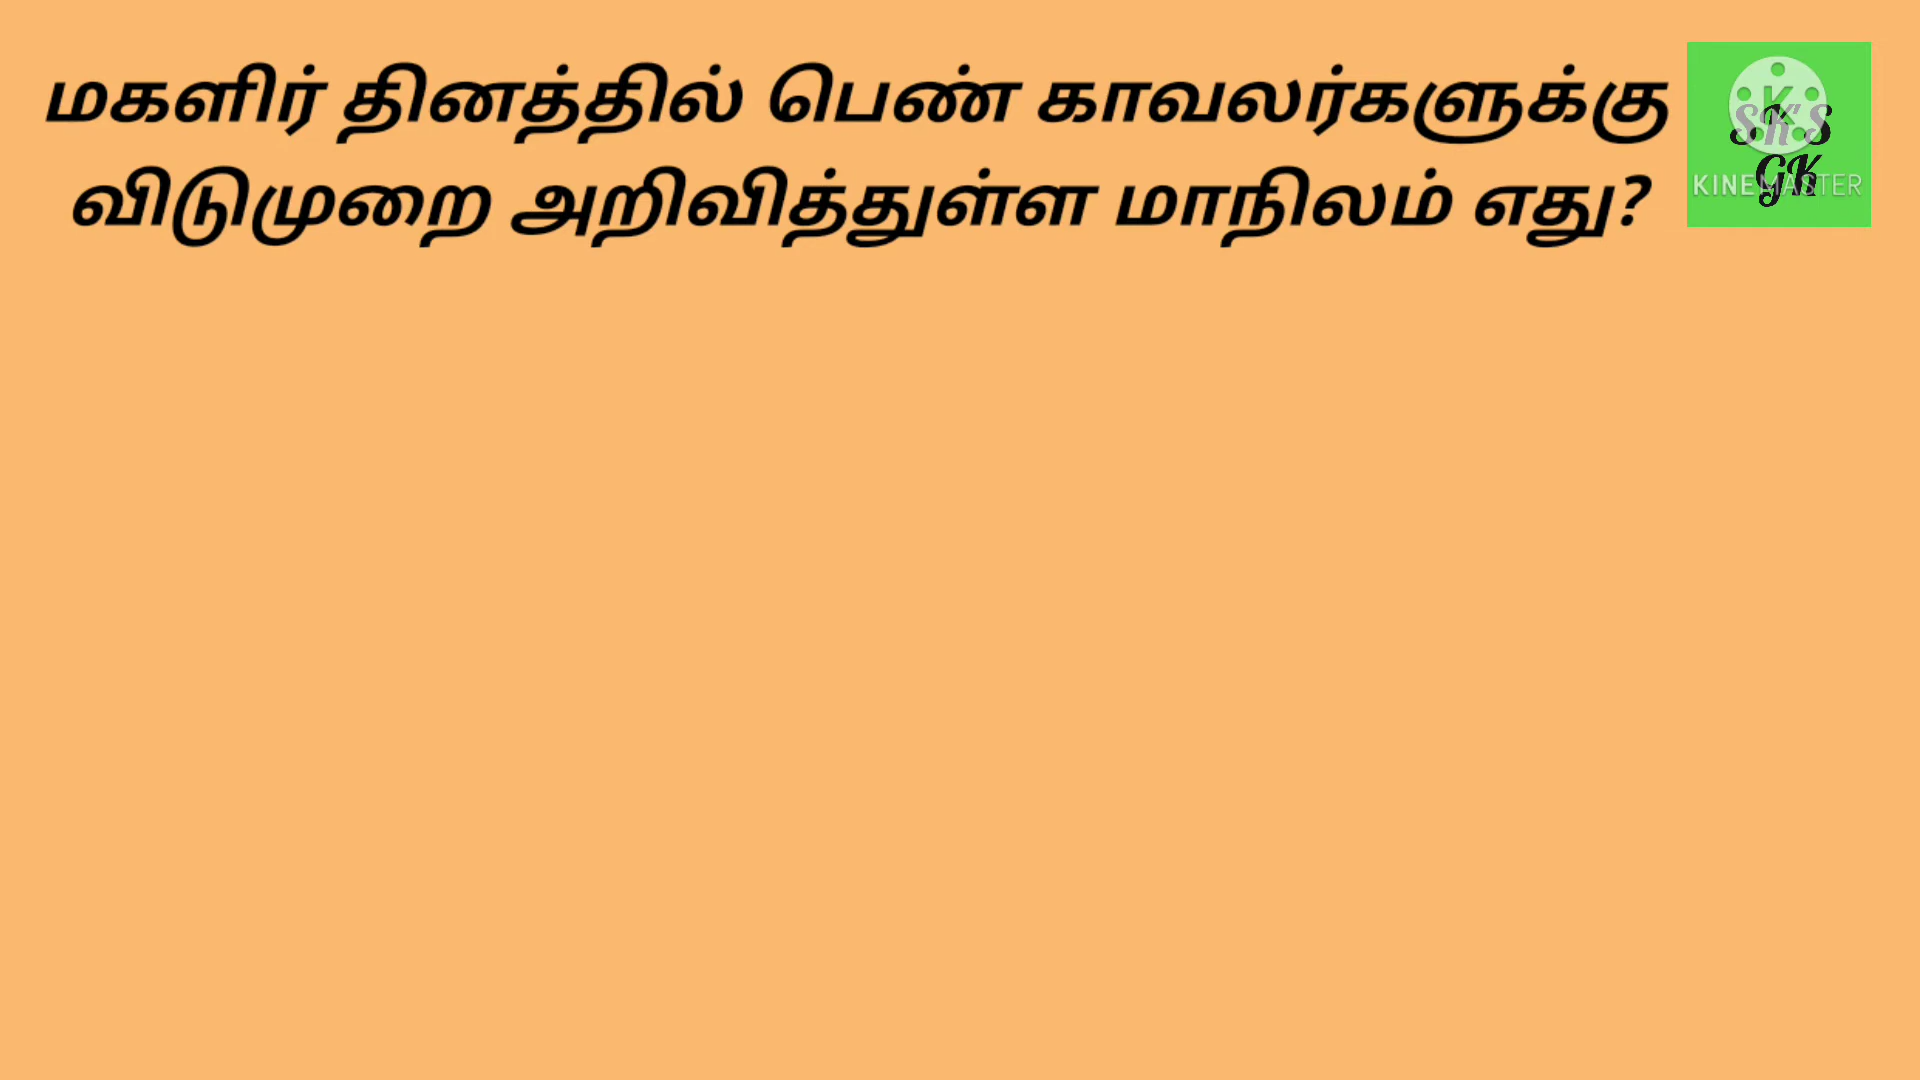 மகளிர் தினத்தில் பெண் காவலர்களுக்கு
விடுமுறை அறிவித்துள்ள மாநிலம் எது?
SKS
GK
KINEMASTER